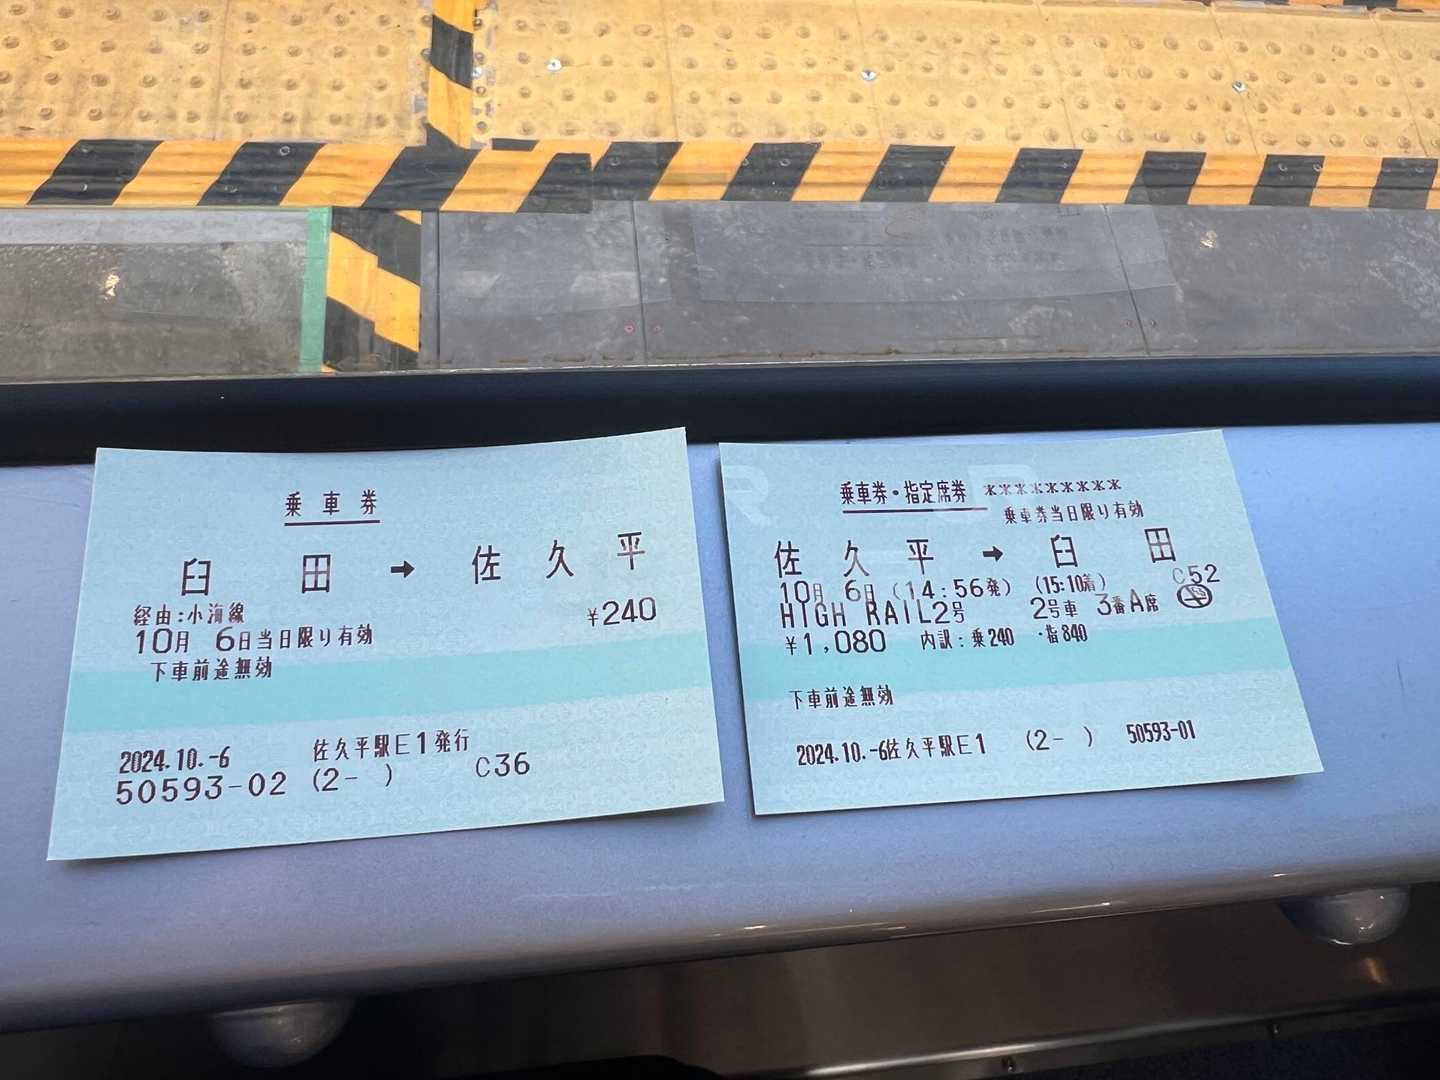 乗車券
臼田 → 佐久平
経由:小海線
¥240
10月 6日当日限り有効
下車前途無効
2024.10.-6 佐久平駅E1発行
50593-02 (2- ) C36
乗車券・指定席券 *********
乗車券当日限り有効
佐久平 → 臼田
C52
10月 6日 (14:56発) (15:10着)
HIGH RAIL2号 2号車 3番A席
¥1,080 内訳:乗240 ・指840
下車前途無効
2024.10.-6佐久平駅E1 (2- ) 50593-01